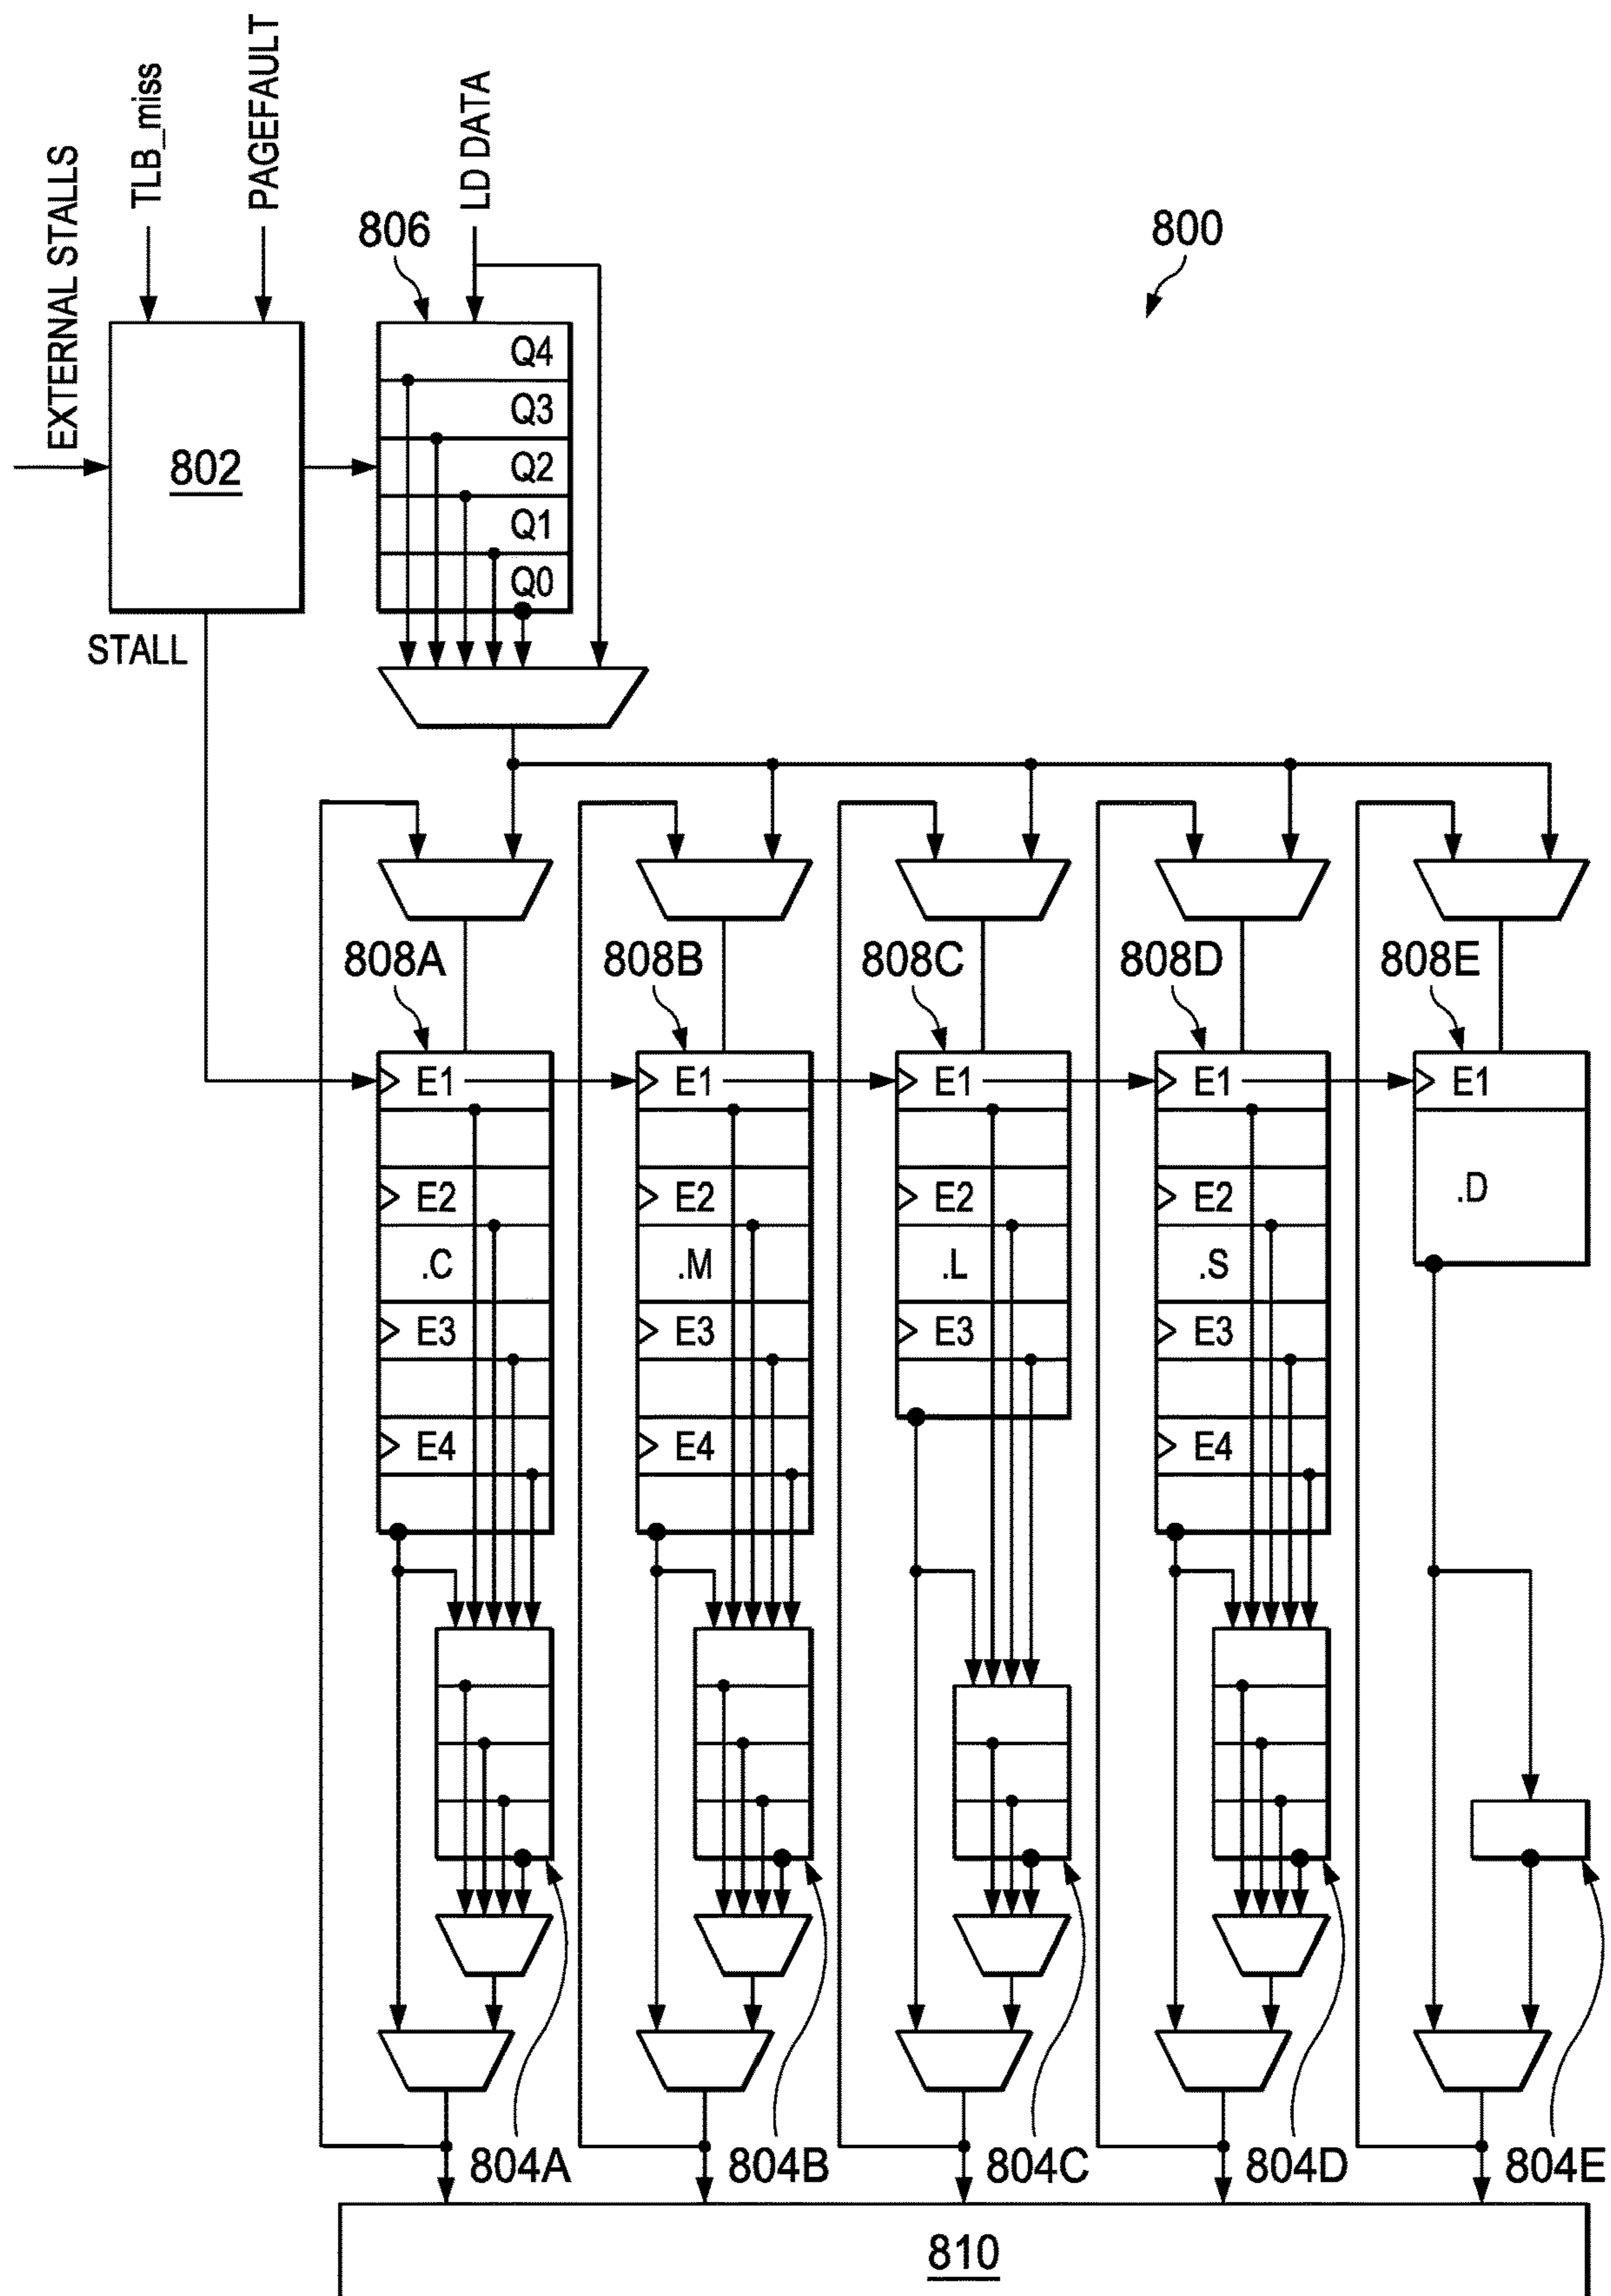 EXTERNAL STALLS
TLB_miss
PAGEFAULT
LD DATA
806
800
802
Q4
Q3
Q2
Q1
Q0
STALL
808A
808B
808C
808D
808E
E1
E1
E1
E1
E1
E2
E2
E2
E2
.D
.C
.M
.L
.S
E3
E3
E3
E3
E4
E4
E4
804A
804B
804C
804D
804E
810